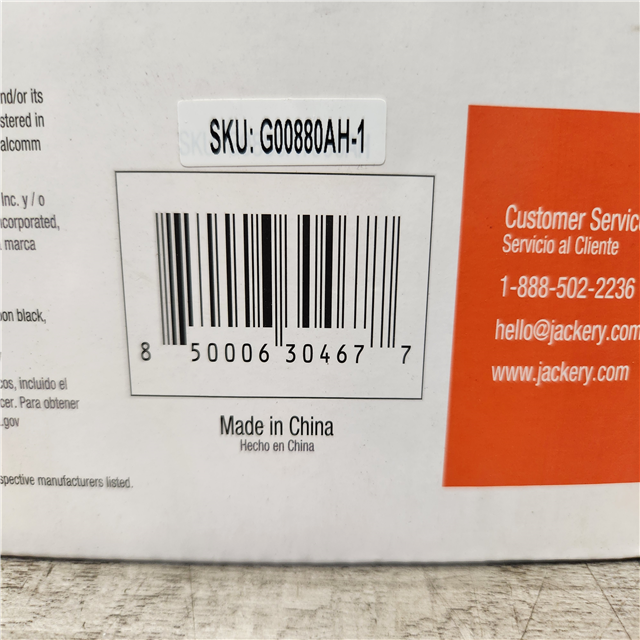 nd/or its
stered in
alcomm
SKU: G00880AH-1
Inc. y / o
ncorporated,
marca
on black,
cos, incluido el
cer. Para obtener
.gov
spective manufacturers listed.
8 50006 30467 7
Made in China
Hecho en China
Customer Service
Servicio al Cliente
1-888-502-2236
hello@jackery.com
www.jackery.com